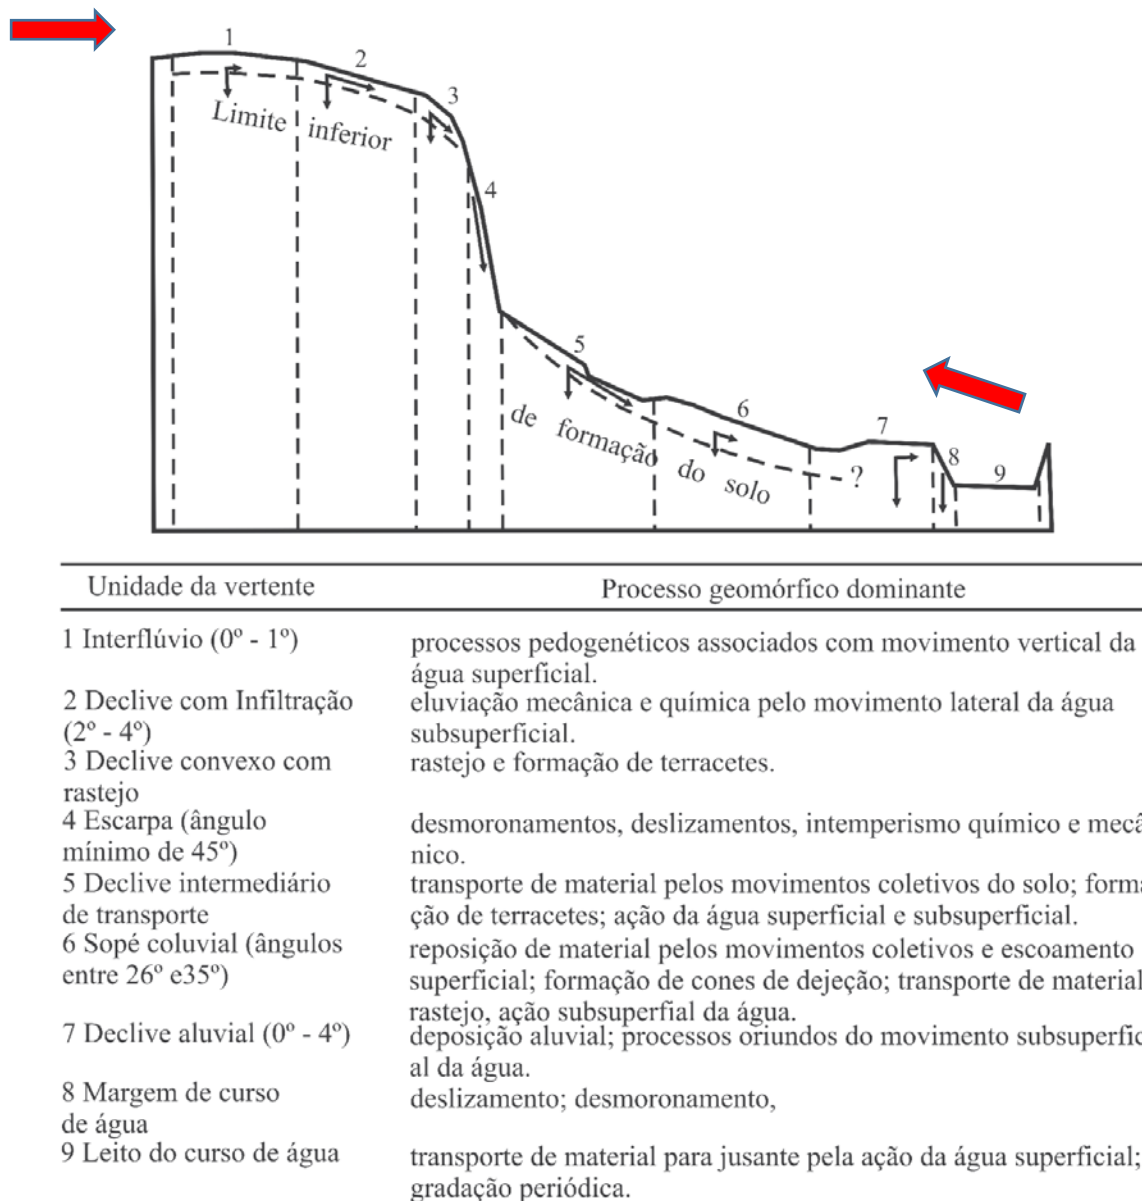 1
2
3
Limite inferior
4
5
6
7
8
9
de formação do solo ?
Unidade da vertente Processo geomórfico dominante
1 Interflúvio (0º - 1º) processos pedogenéticos associados com movimento vertical da
água superficial.
2 Declive com Infiltração eluviação mecânica e química pelo movimento lateral da água
(2º - 4º) subsuperficial.
3 Declive convexo com rastejo e formação de terracetes.
rastejo
4 Escarpa (ângulo desmoronamentos, deslizamentos, intemperismo químico e mecâ
mínimo de 45º) nico.
5 Declive intermediário transporte de material pelos movimentos coletivos do solo; forma
de transporte ção de terracetes; ação da água superficial e subsuperficial.
6 Sopé coluvial (ângulos reposição de material pelos movimentos coletivos e escoamento
entre 26º e35º) superficial; formação de cones de dejeção; transporte de material
rastejo, ação subsuperfial da água.
7 Declive aluvial (0º - 4º) deposição aluvial; processos oriundos do movimento subsuperfic
al da água.
8 Margem de curso deslizamento; desmoronamento,
de água
9 Leito do curso de água transporte de material para jusante pela ação da água superficial;
gradação periódica.